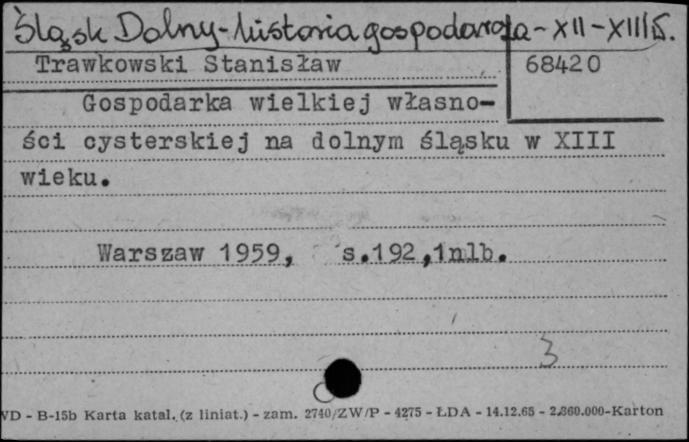 Śląsk Dolny - historia gospodarcza - XII - XIII w.
Trawkowski Stanisław
68420
Gospodarka wielkiej własno-
ści cysterskiej na dolnym śląsku w XIII
wieku.
Warszaw 1959, s.192,1nlb.
3
VD - B-15b Karta katal. (z liniat.) - zam. 2740/ZW/P - 4275 - ŁDA - 14.12.65 - 2.860.000-Karton